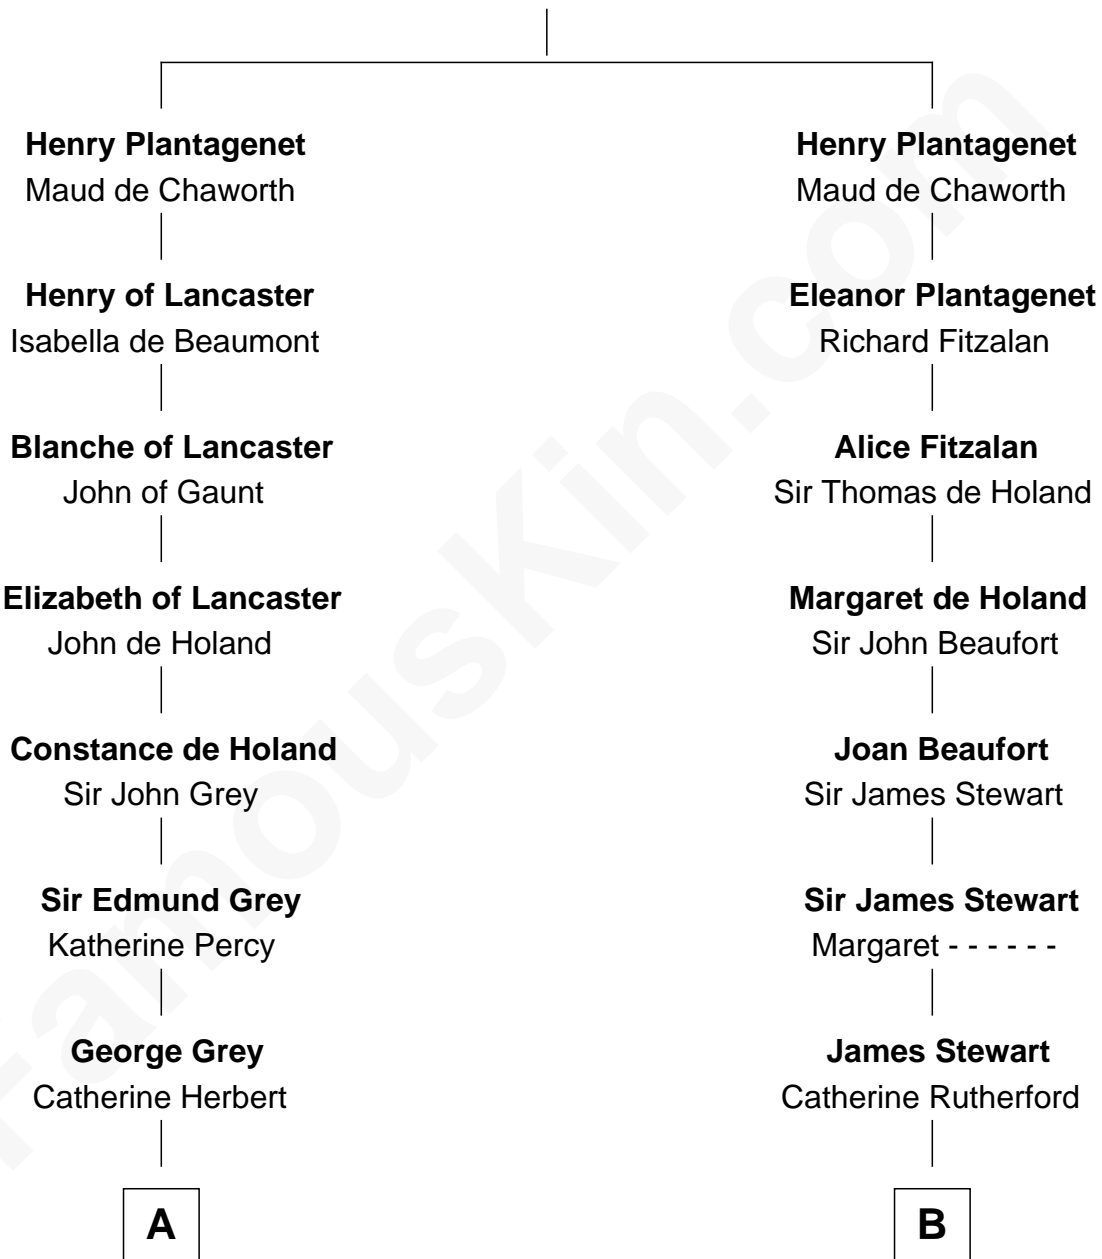 Henry Plantagenet
Maud de Chaworth
Henry of Lancaster
Isabella de Beaumont
Blanche of Lancaster
John of Gaunt
Elizabeth of Lancaster
John de Holand
Constance de Holand
Sir John Grey
Sir Edmund Grey
Katherine Percy
George Grey
Catherine Herbert
A
Henry Plantagenet
Maud de Chaworth
Eleanor Plantagenet
Richard Fitzalan
Alice Fitzalan
Sir Thomas de Holand
Margaret de Holand
Sir John Beaufort
Joan Beaufort
Sir James Stewart
Sir James Stewart
Margaret - - - - - -
James Stewart
Catherine Rutherford
B
FamousKin.com